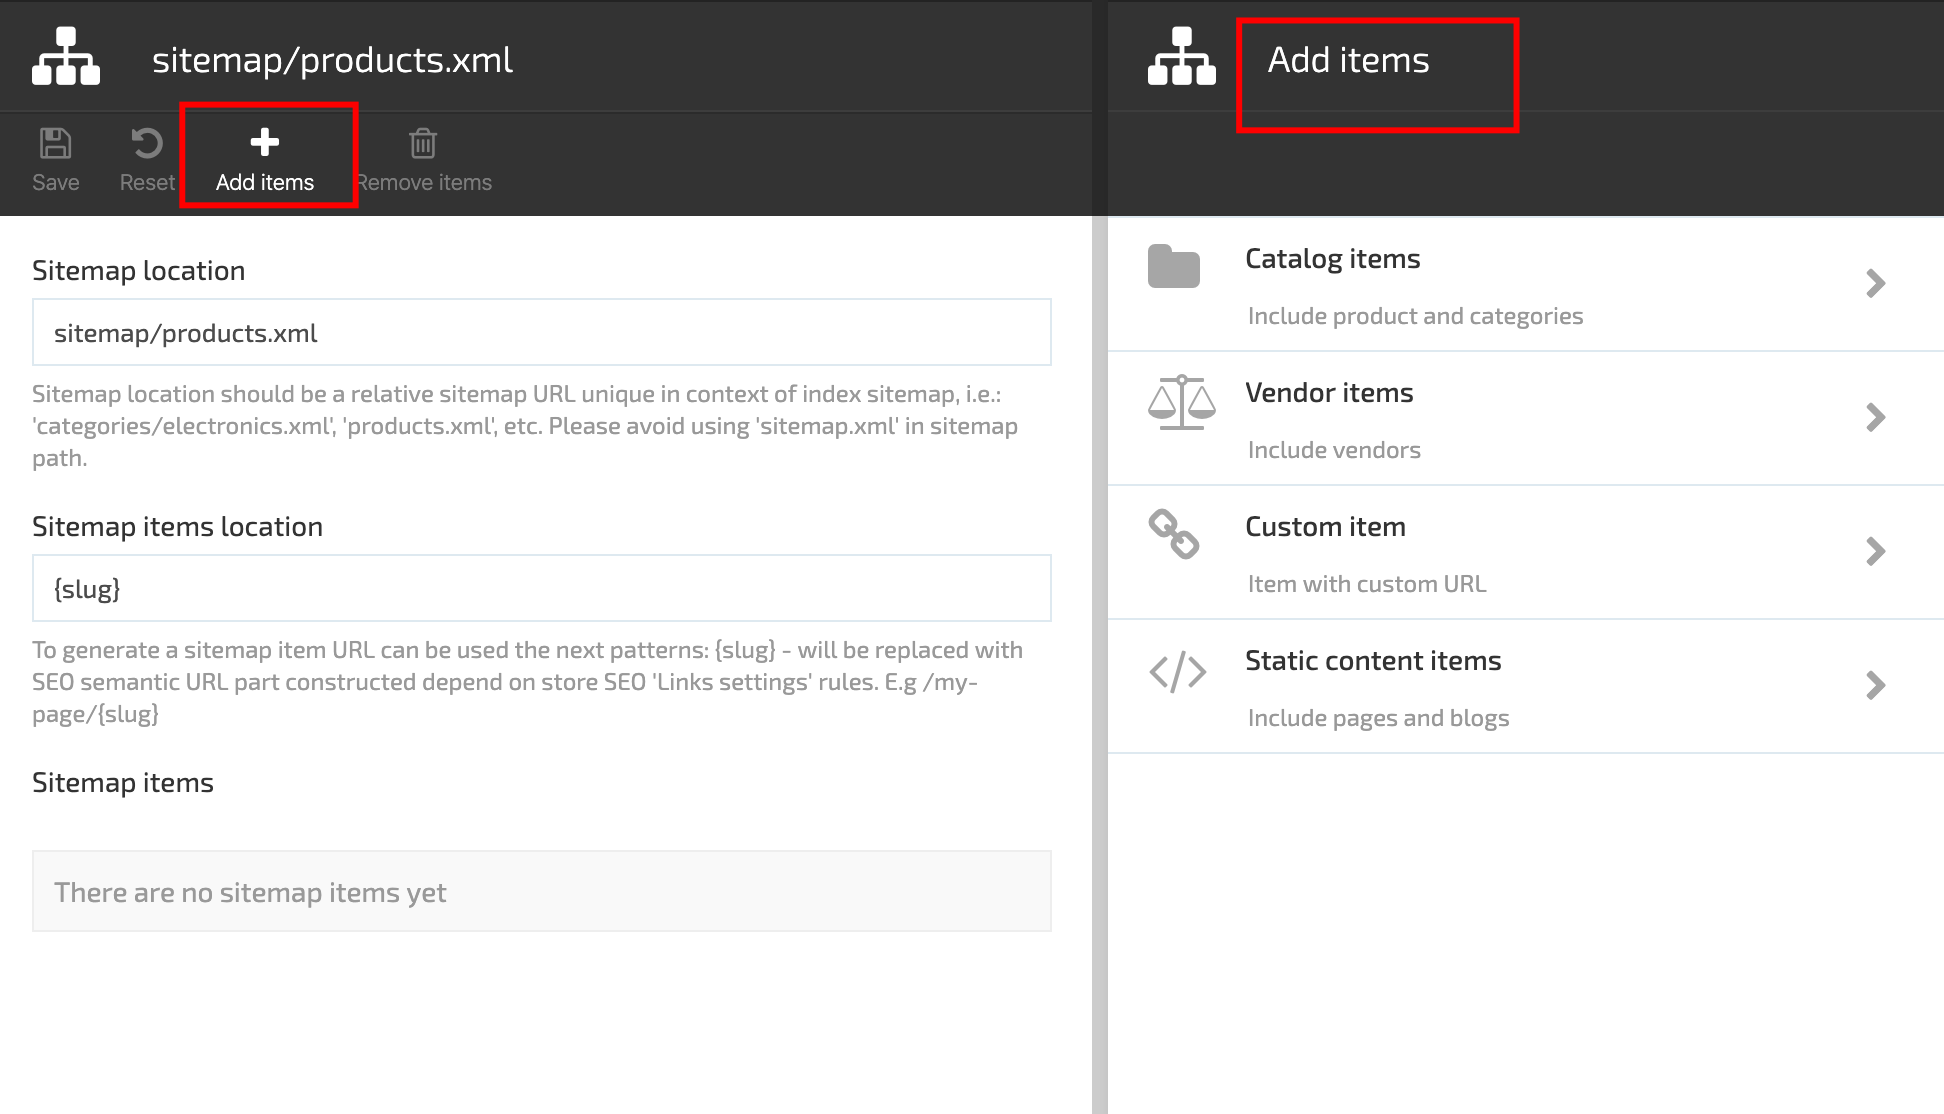 sitemap/products.xml
Save
Reset
Add items
Remove items
Sitemap location
sitemap/products.xml
Sitemap location should be a relative sitemap URL unique in context of index sitemap, i.e.:
'categories/electronics.xml', 'products.xml', etc. Please avoid using 'sitemap.xml' in sitemap
path.
Sitemap items location
{slug}
To generate a sitemap item URL can be used the next patterns: {slug} - will be replaced with
SEO semantic URL part constructed depend on store SEO 'Links settings' rules. E.g /my-
page/{slug}
Sitemap items
There are no sitemap items yet
Add items
Catalog items
Include product and categories
Vendor items
Include vendors
Custom item
Item with custom URL
Static content items
Include pages and blogs